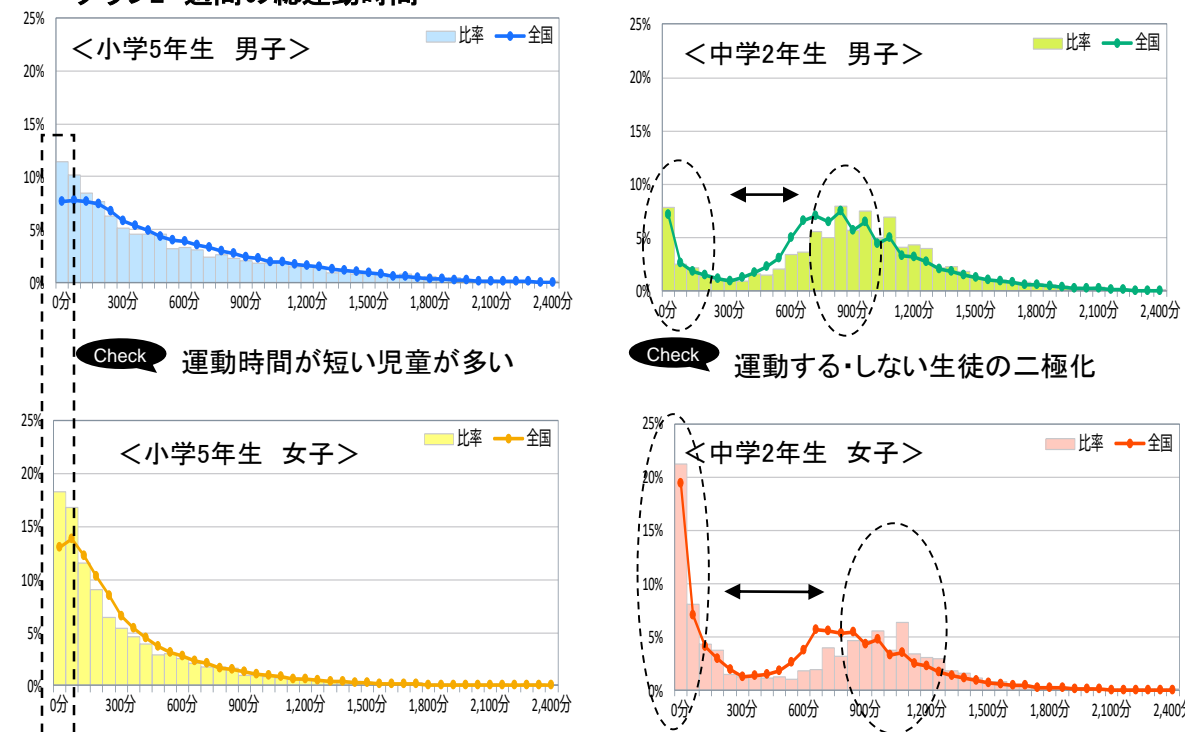 1週間の総運動時間
＜小学5年生　男子＞
比率　全国
25%
20%
15%
10%
5%
0%
0分　300分　600分　900分　1,200分　1,500分　1,800分　2,100分　2,400分
Check　運動時間が短い児童が多い
＜中学2年生　男子＞
比率　全国
25%
20%
15%
10%
5%
0%
0分　300分　600分　900分　1,200分　1,500分　1,800分　2,100分　2,400分
Check　運動する・しない生徒の二極化
＜小学5年生　女子＞
比率　全国
25%
20%
15%
10%
5%
0%
0分　300分　600分　900分　1,200分　1,500分　1,800分　2,100分　2,400分
＜中学2年生　女子＞
比率　全国
25%
20%
15%
10%
5%
0%
0分　300分　600分　900分　1,200分　1,500分　1,800分　2,100分　2,400分